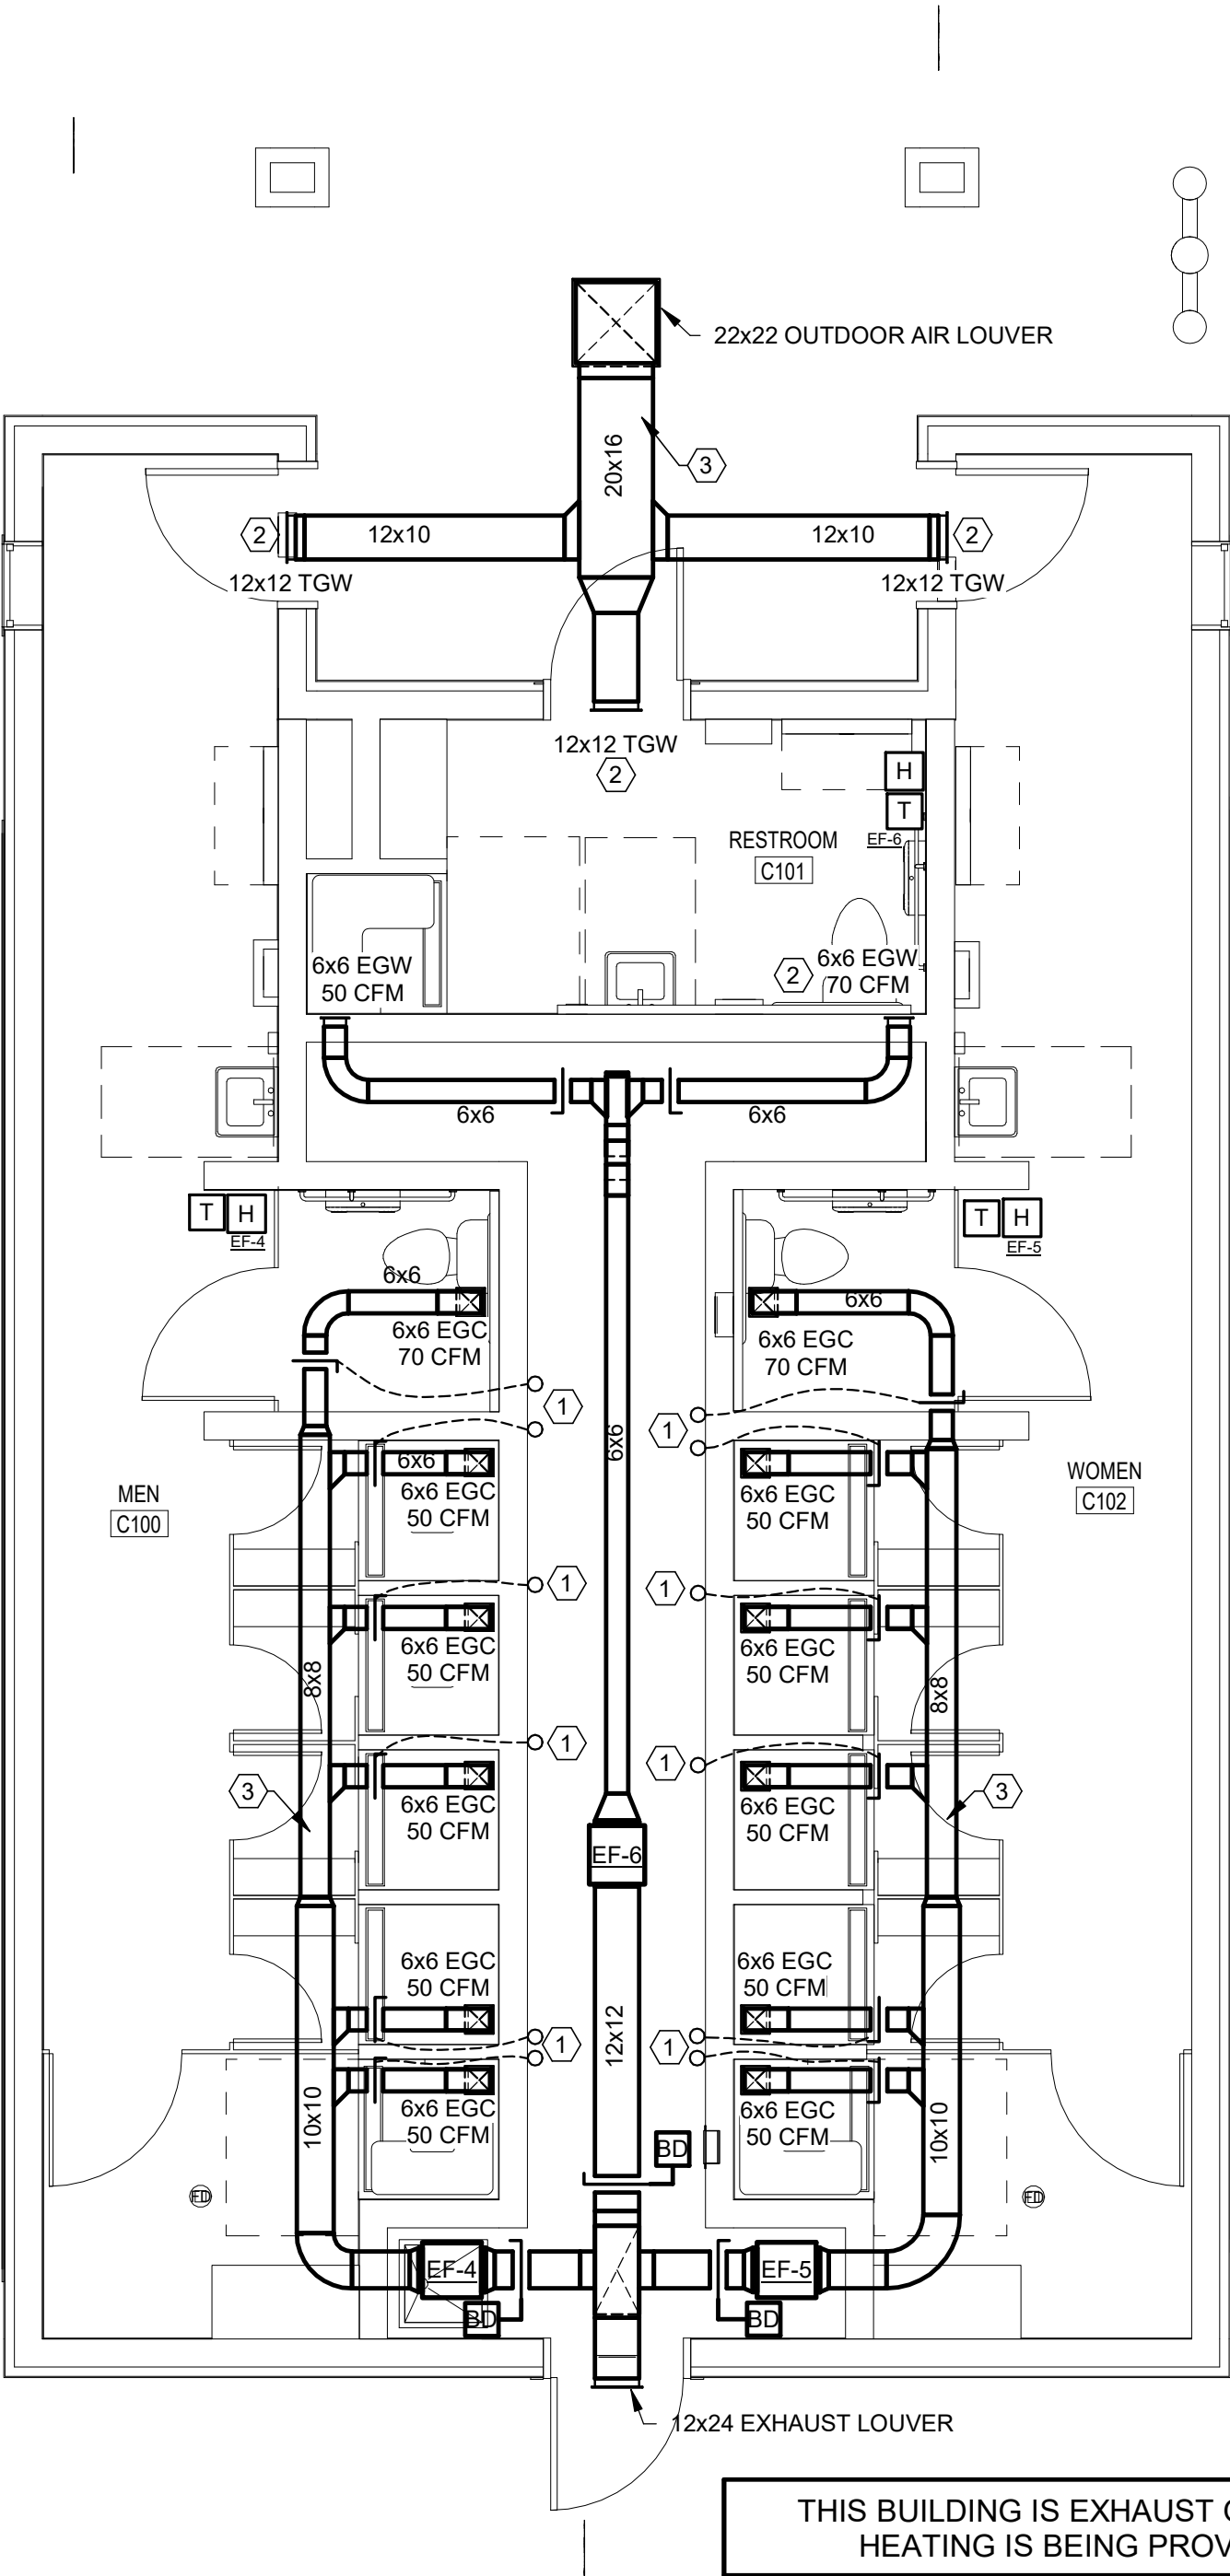 22x22 OUTDOOR AIR LOUVER
20x16
3
2
12x10
12x10
2
12x12 TGW
12x12 TGW
12x12 TGW
2
H
T
EF-6
RESTROOM
C101
6x6 EGW
50 CFM
2
6x6 EGW
70 CFM
6x6
6x6
T
H
EF-4
T
H
EF-5
6x6
6x6 EGC
70 CFM
6x6
6x6 EGC
70 CFM
1
1
6x6
MEN
C100
6x6
6x6 EGC
50 CFM
6x6 EGC
50 CFM
WOMEN
C102
1
1
6x6 EGC
50 CFM
6x6 EGC
50 CFM
8x8
8x8
1
1
3
6x6 EGC
50 CFM
6x6 EGC
50 CFM
3
EF-6
6x6 EGC
50 CFM
6x6 EGC
50 CFM
12x12
1
1
10x10
6x6 EGC
50 CFM
6x6 EGC
50 CFM
10x10
BD
FD
FD
EF-4
EF-5
BD
BD
12x24 EXHAUST LOUVER
THIS BUILDING IS EXHAUST
HEATING IS BEING PROV